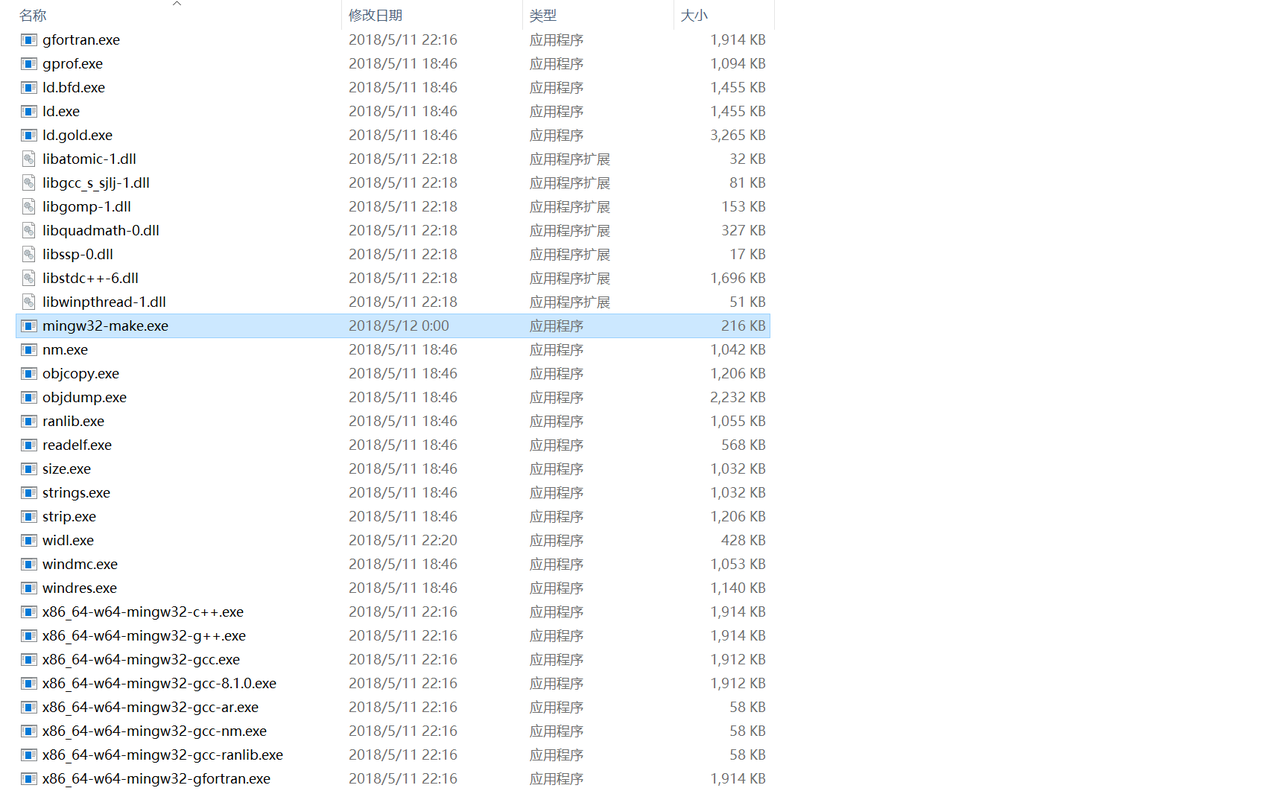 名称 修改日期 类型 大小
gfortran.exe 2018/5/11 22:16 应用程序 1,914 KB
gprof.exe 2018/5/11 18:46 应用程序 1,094 KB
ld.bfd.exe 2018/5/11 18:46 应用程序 1,455 KB
ld.exe 2018/5/11 18:46 应用程序 1,455 KB
ld.gold.exe 2018/5/11 18:46 应用程序 3,265 KB
libatomic-1.dll 2018/5/11 22:18 应用程序扩展 32 KB
libgcc_s_sjlj-1.dll 2018/5/11 22:18 应用程序扩展 81 KB
libgomp-1.dll 2018/5/11 22:18 应用程序扩展 153 KB
libquadmath-0.dll 2018/5/11 22:18 应用程序扩展 327 KB
libssp-0.dll 2018/5/11 22:18 应用程序扩展 17 KB
libstdc++-6.dll 2018/5/11 22:18 应用程序扩展 1,696 KB
libwinpthread-1.dll 2018/5/11 22:18 应用程序扩展 51 KB
mingw32-make.exe 2018/5/12 0:00 应用程序 216 KB
nm.exe 2018/5/11 18:46 应用程序 1,042 KB
objcopy.exe 2018/5/11 18:46 应用程序 1,206 KB
objdump.exe 2018/5/11 18:46 应用程序 2,232 KB
ranlib.exe 2018/5/11 18:46 应用程序 1,055 KB
readelf.exe 2018/5/11 18:46 应用程序 568 KB
size.exe 2018/5/11 18:46 应用程序 1,032 KB
strings.exe 2018/5/11 18:46 应用程序 1,032 KB
strip.exe 2018/5/11 18:46 应用程序 1,206 KB
widl.exe 2018/5/11 22:20 应用程序 428 KB
windmc.exe 2018/5/11 18:46 应用程序 1,053 KB
windres.exe 2018/5/11 18:46 应用程序 1,140 KB
x86_64-w64-mingw32-c++.exe 2018/5/11 22:16 应用程序 1,914 KB
x86_64-w64-mingw32-g++.exe 2018/5/11 22:16 应用程序 1,914 KB
x86_64-w64-mingw32-gcc.exe 2018/5/11 22:16 应用程序 1,912 KB
x86_64-w64-mingw32-gcc-8.1.0.exe 2018/5/11 22:16 应用程序 1,912 KB
x86_64-w64-mingw32-gcc-ar.exe 2018/5/11 22:16 应用程序 58 KB
x86_64-w64-mingw32-gcc-nm.exe 2018/5/11 22:16 应用程序 58 KB
x86_64-w64-mingw32-gcc-ranlib.exe 2018/5/11 22:16 应用程序 58 KB
x86_64-w64-mingw32-gfortran.exe 2018/5/11 22:16 应用程序 1,914 KB